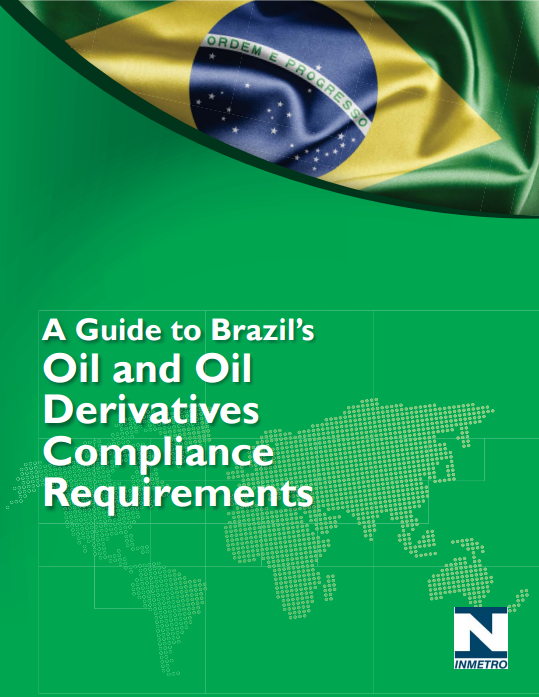 ORDEM E PROGRESSO
A Guide to Brazil's
Oil and Oil
Derivatives
Compliance
Requirements
N
INMETRO